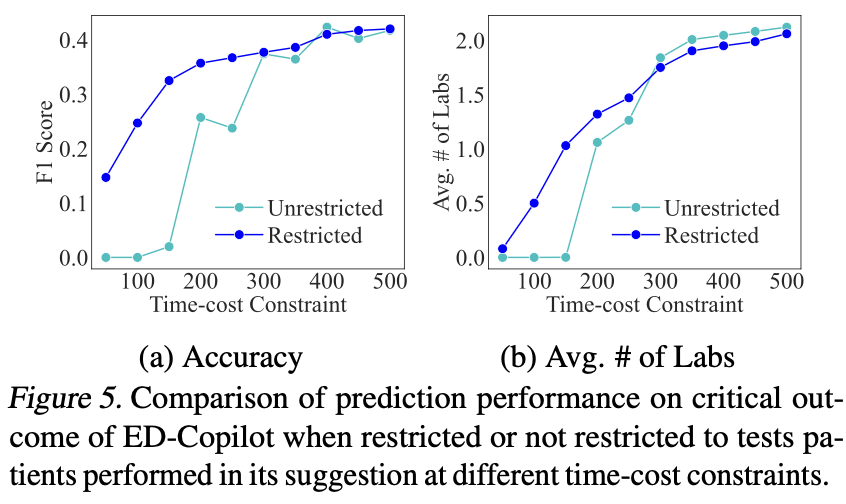 F1 Score
0.4
0.3
0.2
0.1
0.0
Unrestricted
Restricted
100 200 300 400 500
Time-cost Constraint
Avg. # of Labs
2.0
1.5
1.0
0.5
0.0
Unrestricted
Restricted
100 200 300 400 500
Time-cost Constraint
(a) Accuracy
(b) Avg. # of Labs
Figure 5. Comparison of prediction performance on critical out-
come of ED-Copilot when restricted or not restricted to tests pa-
tients performed in its suggestion at different time-cost constraints.